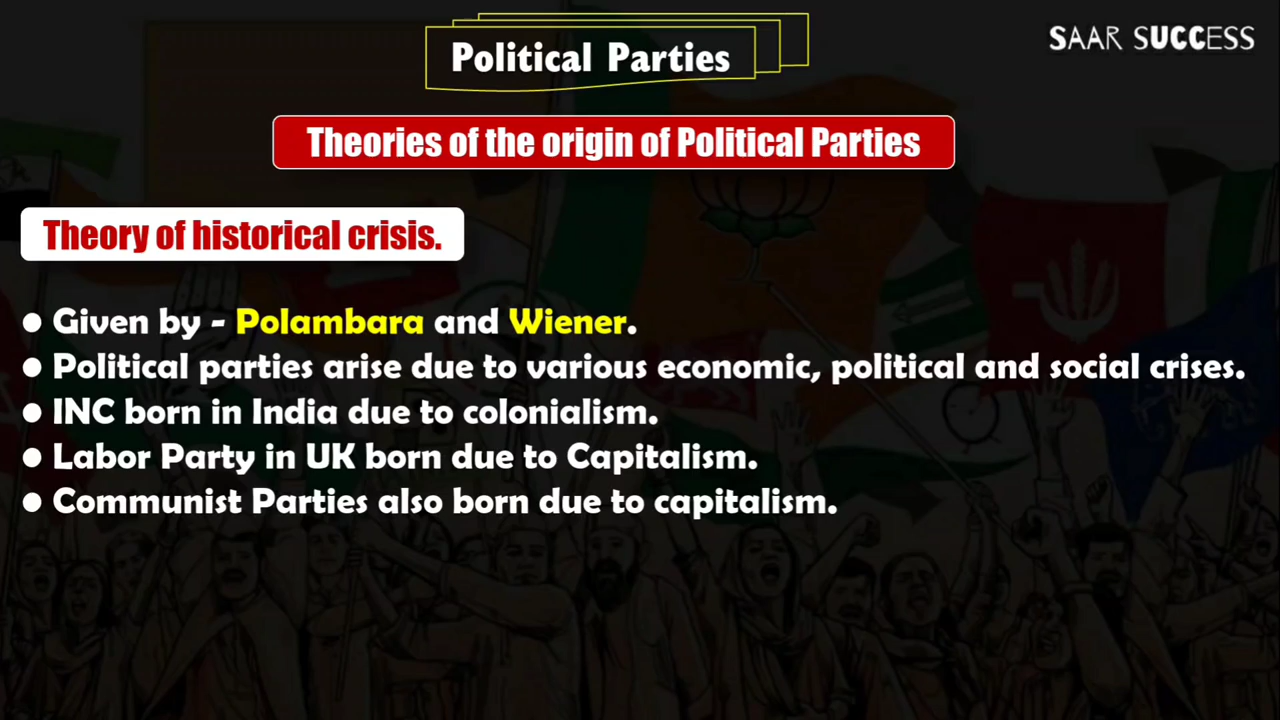 Political Parties
SAAR SUCCESS
Theories of the origin of Political Parties
Theory of historical crisis.
● Given by - Polambara and Wiener.
● Political parties arise due to various economic, political and social crises.
● INC born in India due to colonialism.
● Labor Party in UK born due to Capitalism.
● Communist Parties also born due to capitalism.